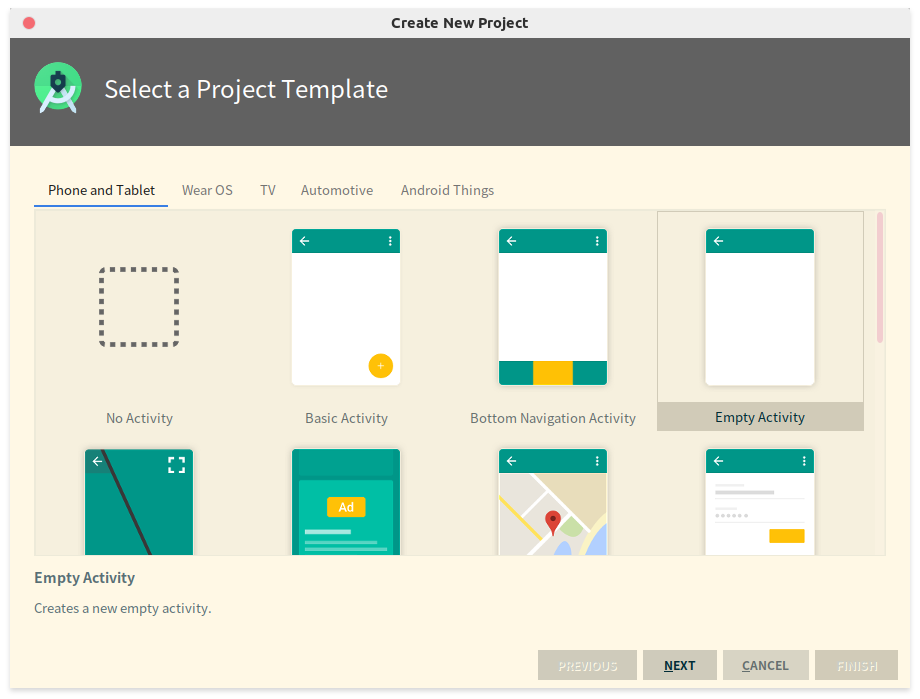 Create New Project
Select a Project Template
Phone and Tablet Wear OS TV Automotive Android Things
No Activity Basic Activity Bottom Navigation Activity Empty Activity
Ad
Empty Activity
Creates a new empty activity.
PREVIOUS NEXT CANCEL FINISH